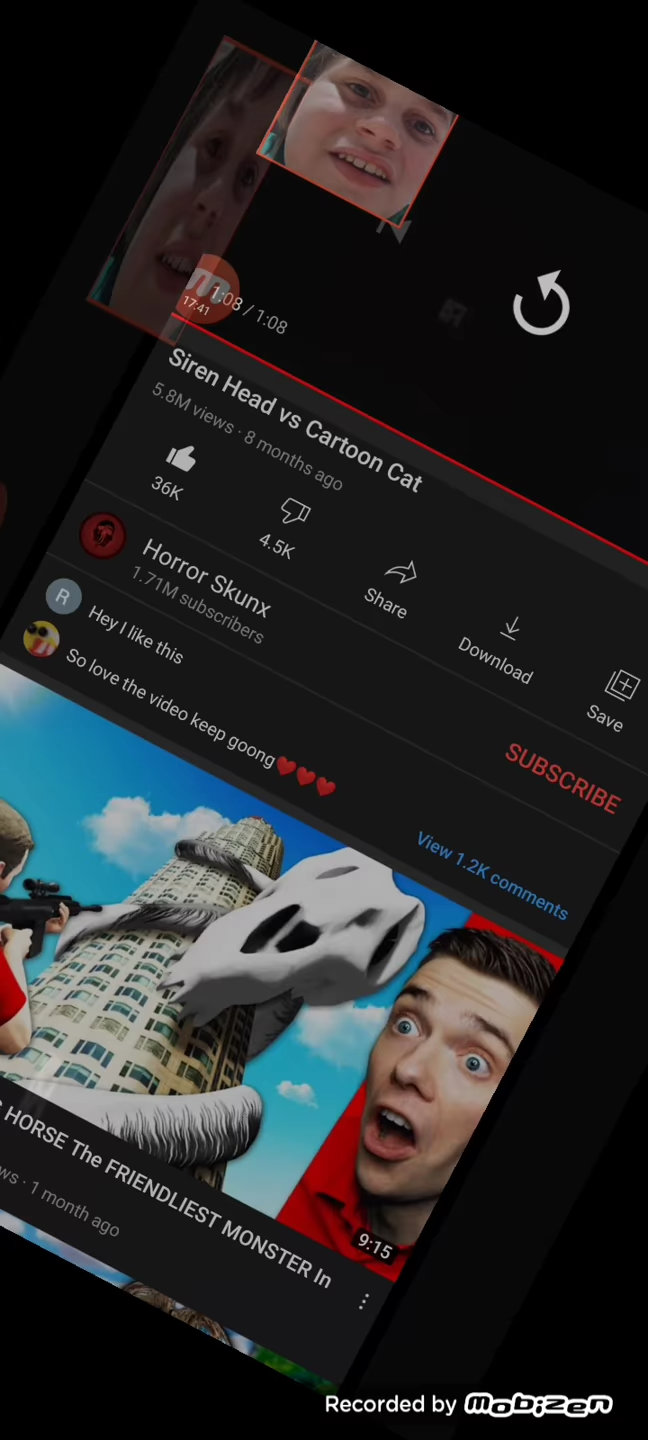 17:41
1:08 / 1:08
Siren Head vs Cartoon Cat
5.8M views · 8 months ago
36K
4.5K
Share
Download
Save
Horror Skunx
1.71M subscribers
SUBSCRIBE
R
Hey I like this
So love the video keep goong❤❤❤
View 1.2K comments
HORSE The FRIENDLIEST MONSTER In
· 1 month ago
9:15
Recorded by Mobizen